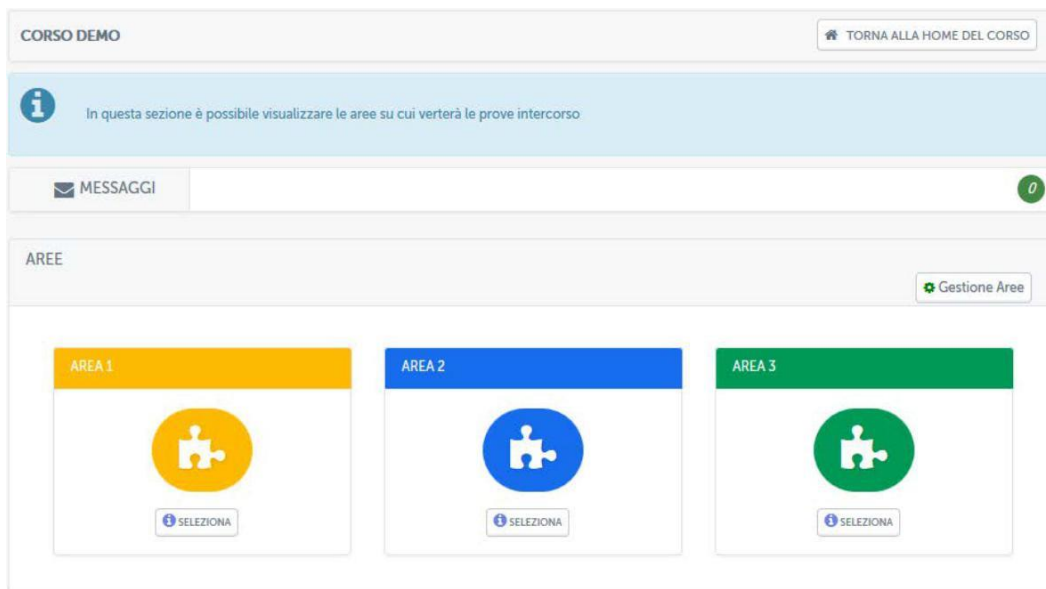 CORSO DEMO
TORNA ALLA HOME DEL CORSO
In questa sezione è possibile visualizzare le aree su cui verterà le prove intercorso
MESSAGGI
0
AREE
Gestione Aree
AREA 1
AREA 2
AREA 3
SELEZIONA
SELEZIONA
SELEZIONA